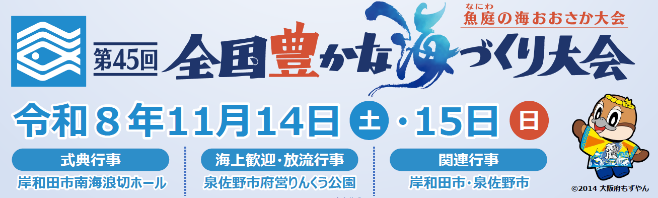 なにわ
魚庭の海おおさか大会
第45回 全国豊かな海づくり大会
令和8年11月14日 土・15日 日
式典行事
岸和田市南海浪切ホール
海上歓迎・放流行事
泉佐野市府営りんくう公園
関連行事
岸和田市・泉佐野市
©2014 大阪府もずやん